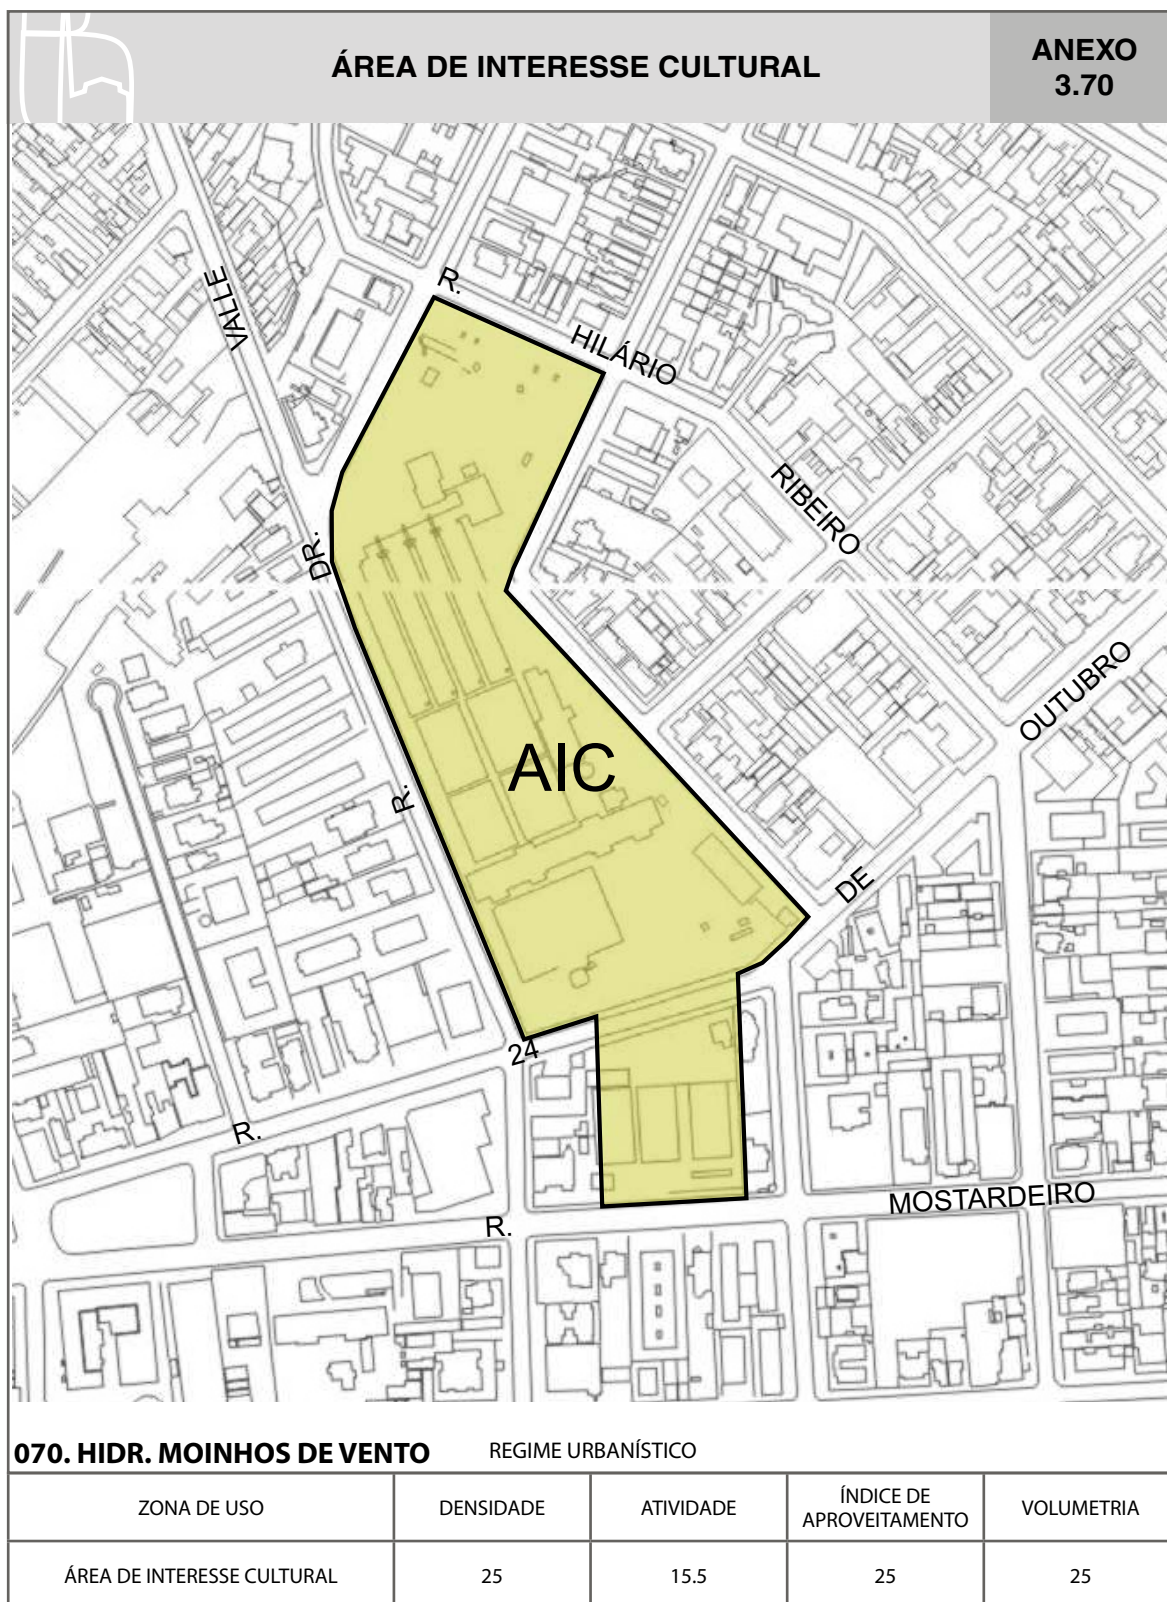 ÁREA DE INTERESSE CULTURAL
ANEXO
3.70
R. HILÁRIO RIBEIRO
R. DR. VALLE
AIC
R. 24 DE OUTUBRO
R. MOSTARDEIRO
070. HIDR. MOINHOS DE VENTO REGIME URBANÍSTICO
ZONA DE USO DENSIDADE ATIVIDADE ÍNDICE DE APROVEITAMENTO VOLUMETRIA
ÁREA DE INTERESSE CULTURAL 25 15.5 25 25